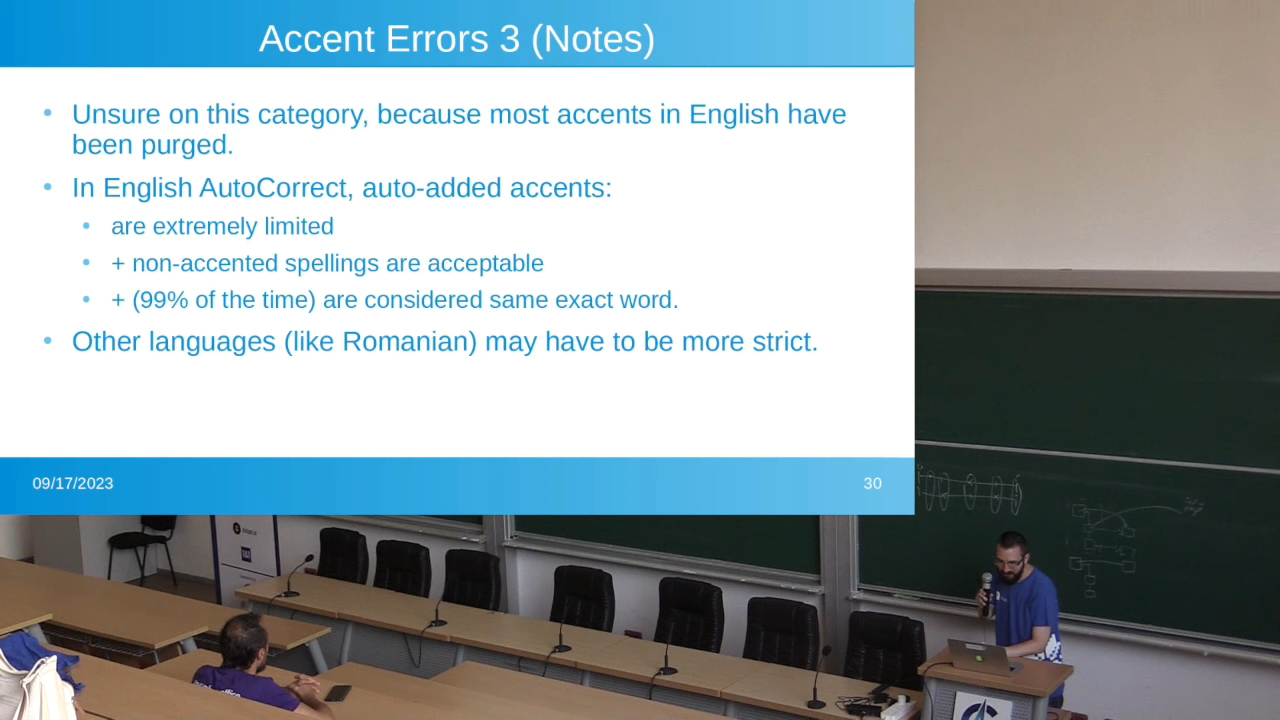 Accent Errors 3 (Notes)
• Unsure on this category, because most accents in English have
been purged.
• In English AutoCorrect, auto-added accents:
• are extremely limited
• + non-accented spellings are acceptable
• + (99% of the time) are considered same exact word.
• Other languages (like Romanian) may have to be more strict.
09/17/2023
30